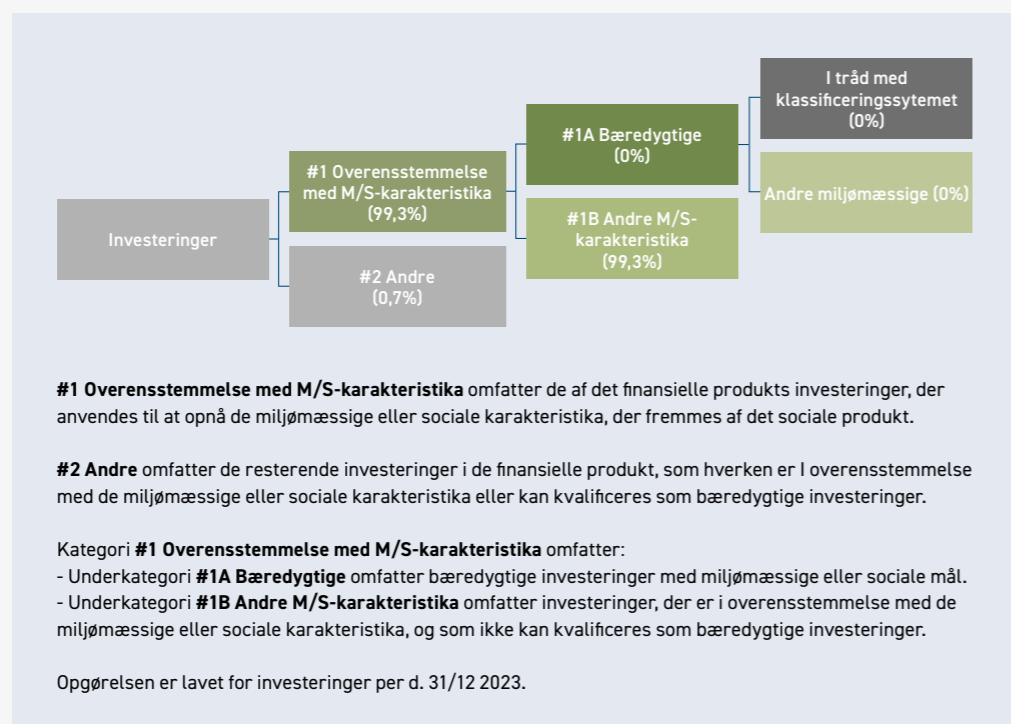 Investeringer
#1 Overensstemmelse
med M/S-karakteristika
(99,3%)
#2 Andre
(0,7%)
#1A Bæredygtige
(0%)
#1B Andre M/S-
karakteristika
(99,3%)
I tråd med
klassificeringssytemet
(0%)
Andre miljømæssige (0%)
#1 Overensstemmelse med M/S-karakteristika omfatter de af det finansielle produkts investeringer, der
anvendes til at opnå de miljømæssige eller sociale karakteristika, der fremmes af det sociale produkt.
#2 Andre omfatter de resterende investeringer i de finansielle produkt, som hverken er I overensstemmelse
med de miljømæssige eller sociale karakteristika eller kan kvalificeres som bæredygtige investeringer.
Kategori #1 Overensstemmelse med M/S-karakteristika omfatter:
- Underkategori #1A Bæredygtige omfatter bæredygtige investeringer med miljømæssige eller sociale mål.
- Underkategori #1B Andre M/S-karakteristika omfatter investeringer, der er i overensstemmelse med de
miljømæssige eller sociale karakteristika, og som ikke kan kvalificeres som bæredygtige investeringer.
Opgørelsen er lavet for investeringer per d. 31/12 2023.